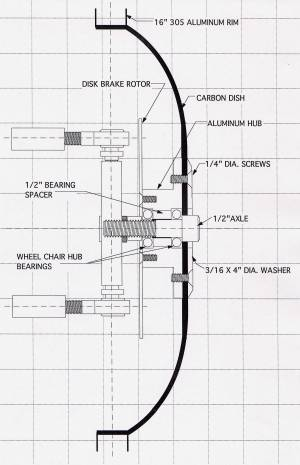 16" 305 ALUMINUM RIM
DISK BRAKE ROTOR
CARBON DISH
ALUMINUM HUB
1/4" DIA. SCREWS
1/2" BEARING
SPACER
1/2"AXLE
WHEEL CHAIR HUB
BEARINGS
3/16 X 4" DIA. WASHER